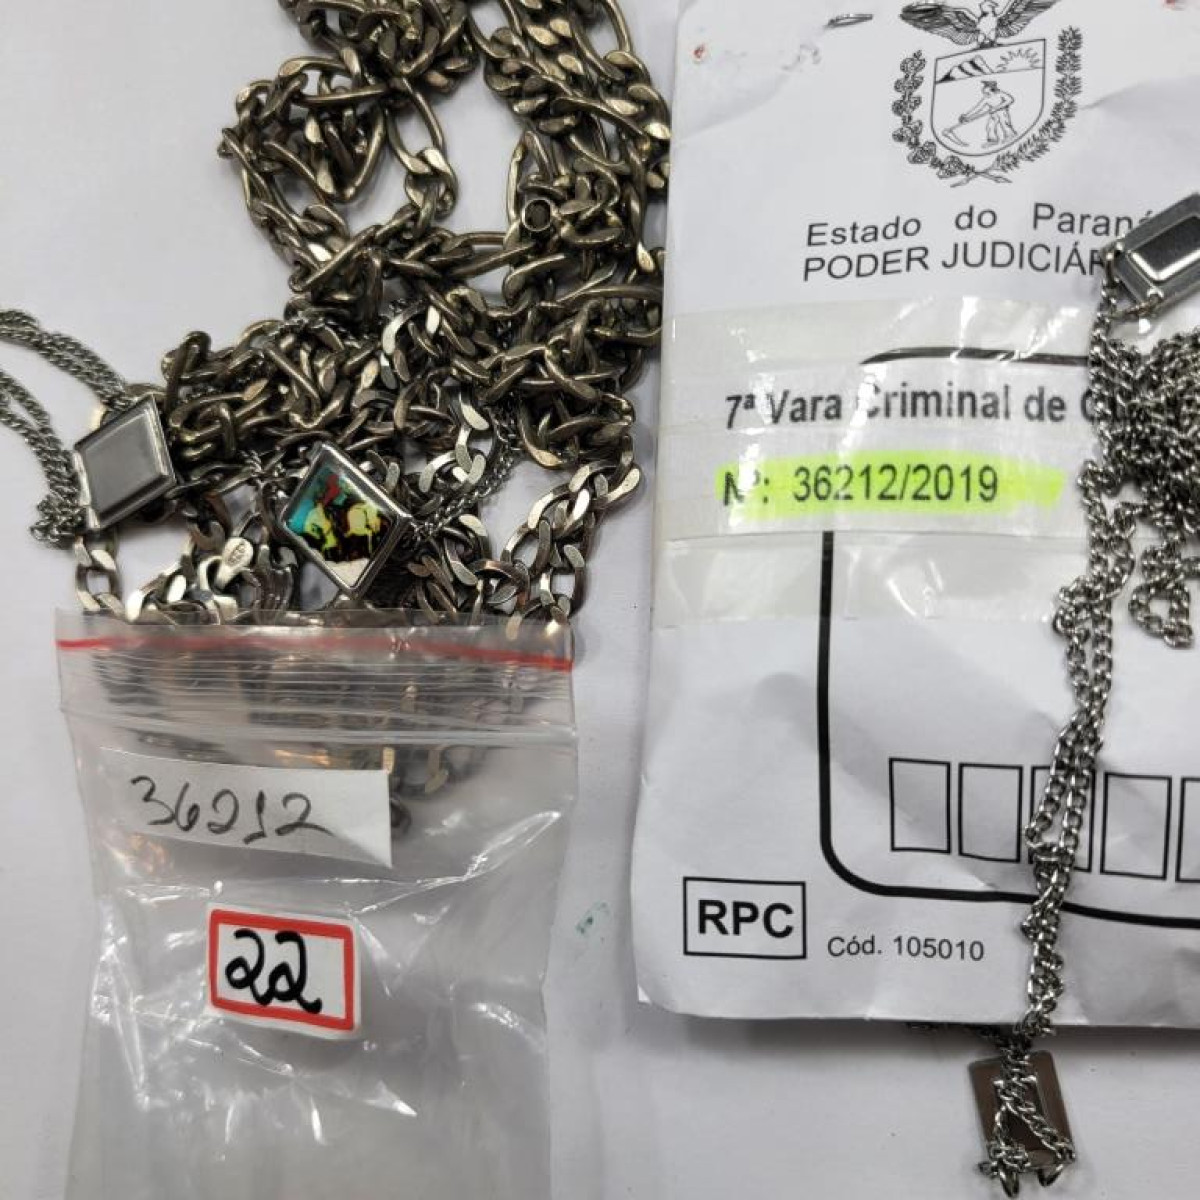 Estado do Paraná
PODER JUDICIÁR
7ª Vara Criminal de
Nº: 36212/2019
36212
22
RPC
Cód. 105010